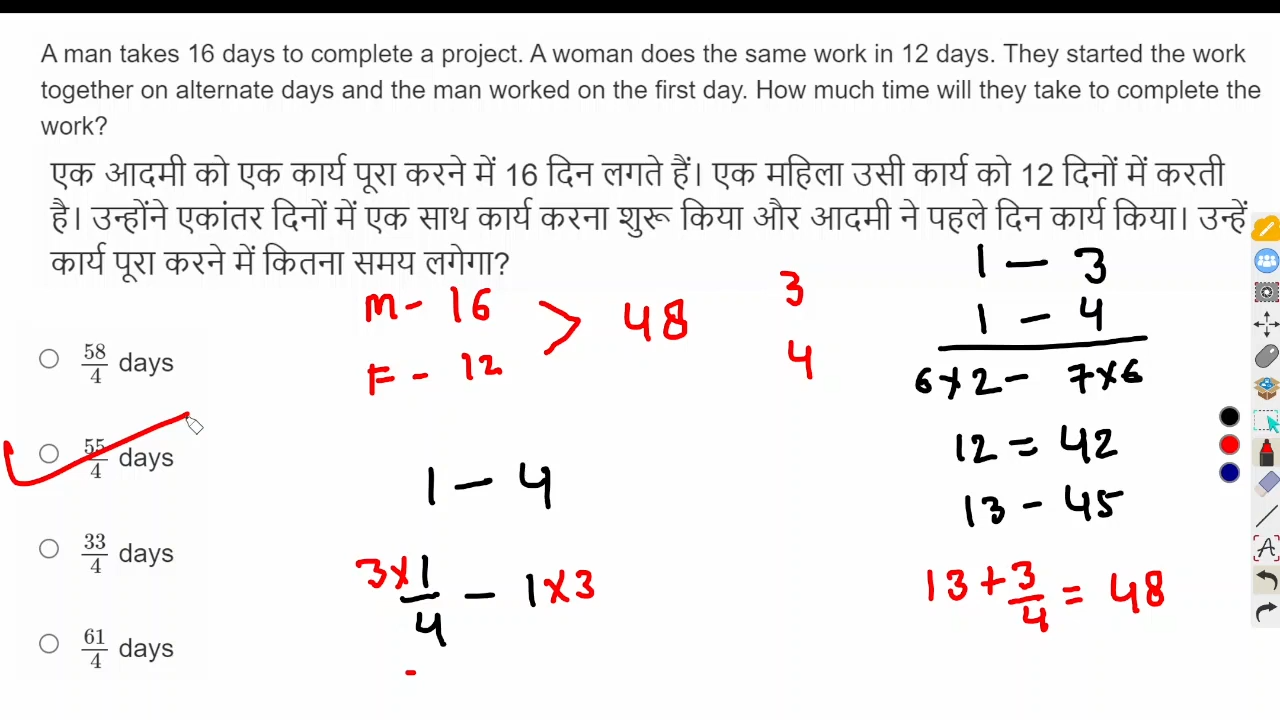 A man takes 16 days to complete a project. A woman does the same work in 12 days. They started the work
together on alternate days and the man worked on the first day. How much time will they take to complete the
work?
एक आदमी को एक कार्य पूरा करने में 16 दिन लगते हैं। एक महिला उसी कार्य को 12 दिनों में करती
है। उन्होंने एकांतर दिनों में एक साथ कार्य करना शुरू किया और आदमी ने पहले दिन कार्य किया। उन्हें
कार्य पूरा करने में कितना समय लगेगा?
58/4 days
55/4 days
33/4 days
61/4 days
M - 16 > 48
F - 12
3
4
1 - 4
3×1/4 - 1×3
1 - 3
1 - 4
6×2 - 7×6
12 = 42
13 - 45
13 + 3/4 = 48
A